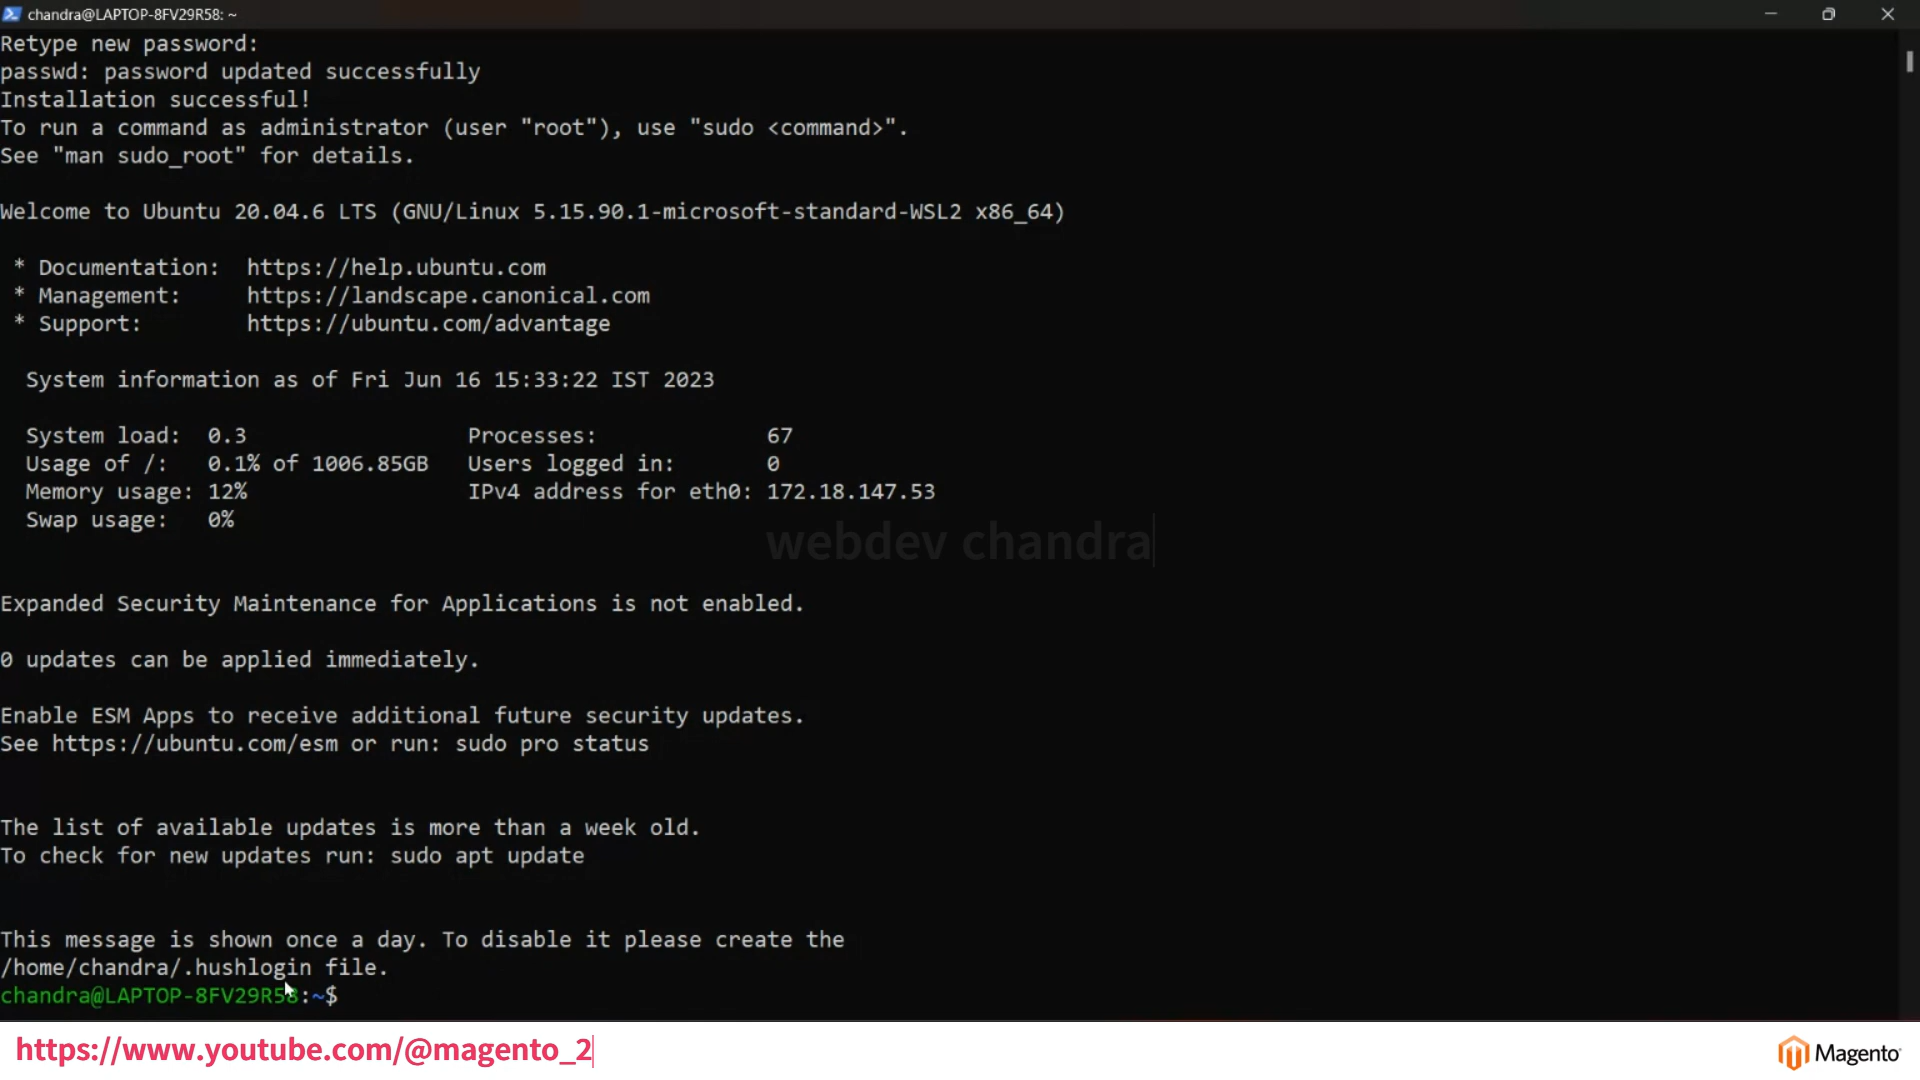 chandra@LAPTOP-8FV29R58: ~
Retype new password:
passwd: password updated successfully
Installation successful!
To run a command as administrator (user "root"), use "sudo <command>".
See "man sudo_root" for details.
Welcome to Ubuntu 20.04.6 LTS (GNU/Linux 5.15.90.1-microsoft-standard-WSL2 x86_64)
* Documentation: https://help.ubuntu.com
* Management: https://landscape.canonical.com
* Support: https://ubuntu.com/advantage
System information as of Fri Jun 16 15:33:22 IST 2023
System load: 0.3 Processes: 67
Usage of /: 0.1% of 1006.85GB Users logged in: 0
Memory usage: 12% IPv4 address for eth0: 172.18.147.53
Swap usage: 0%
webdev chandra
Expanded Security Maintenance for Applications is not enabled.
0 updates can be applied immediately.
Enable ESM Apps to receive additional future security updates.
See https://ubuntu.com/esm or run: sudo pro status
The list of available updates is more than a week old.
To check for new updates run: sudo apt update
This message is shown once a day. To disable it please create the
/home/chandra/.hushlogin file.
chandra@LAPTOP-8FV29R58:~$
https://www.youtube.com/@magento_2
Magento